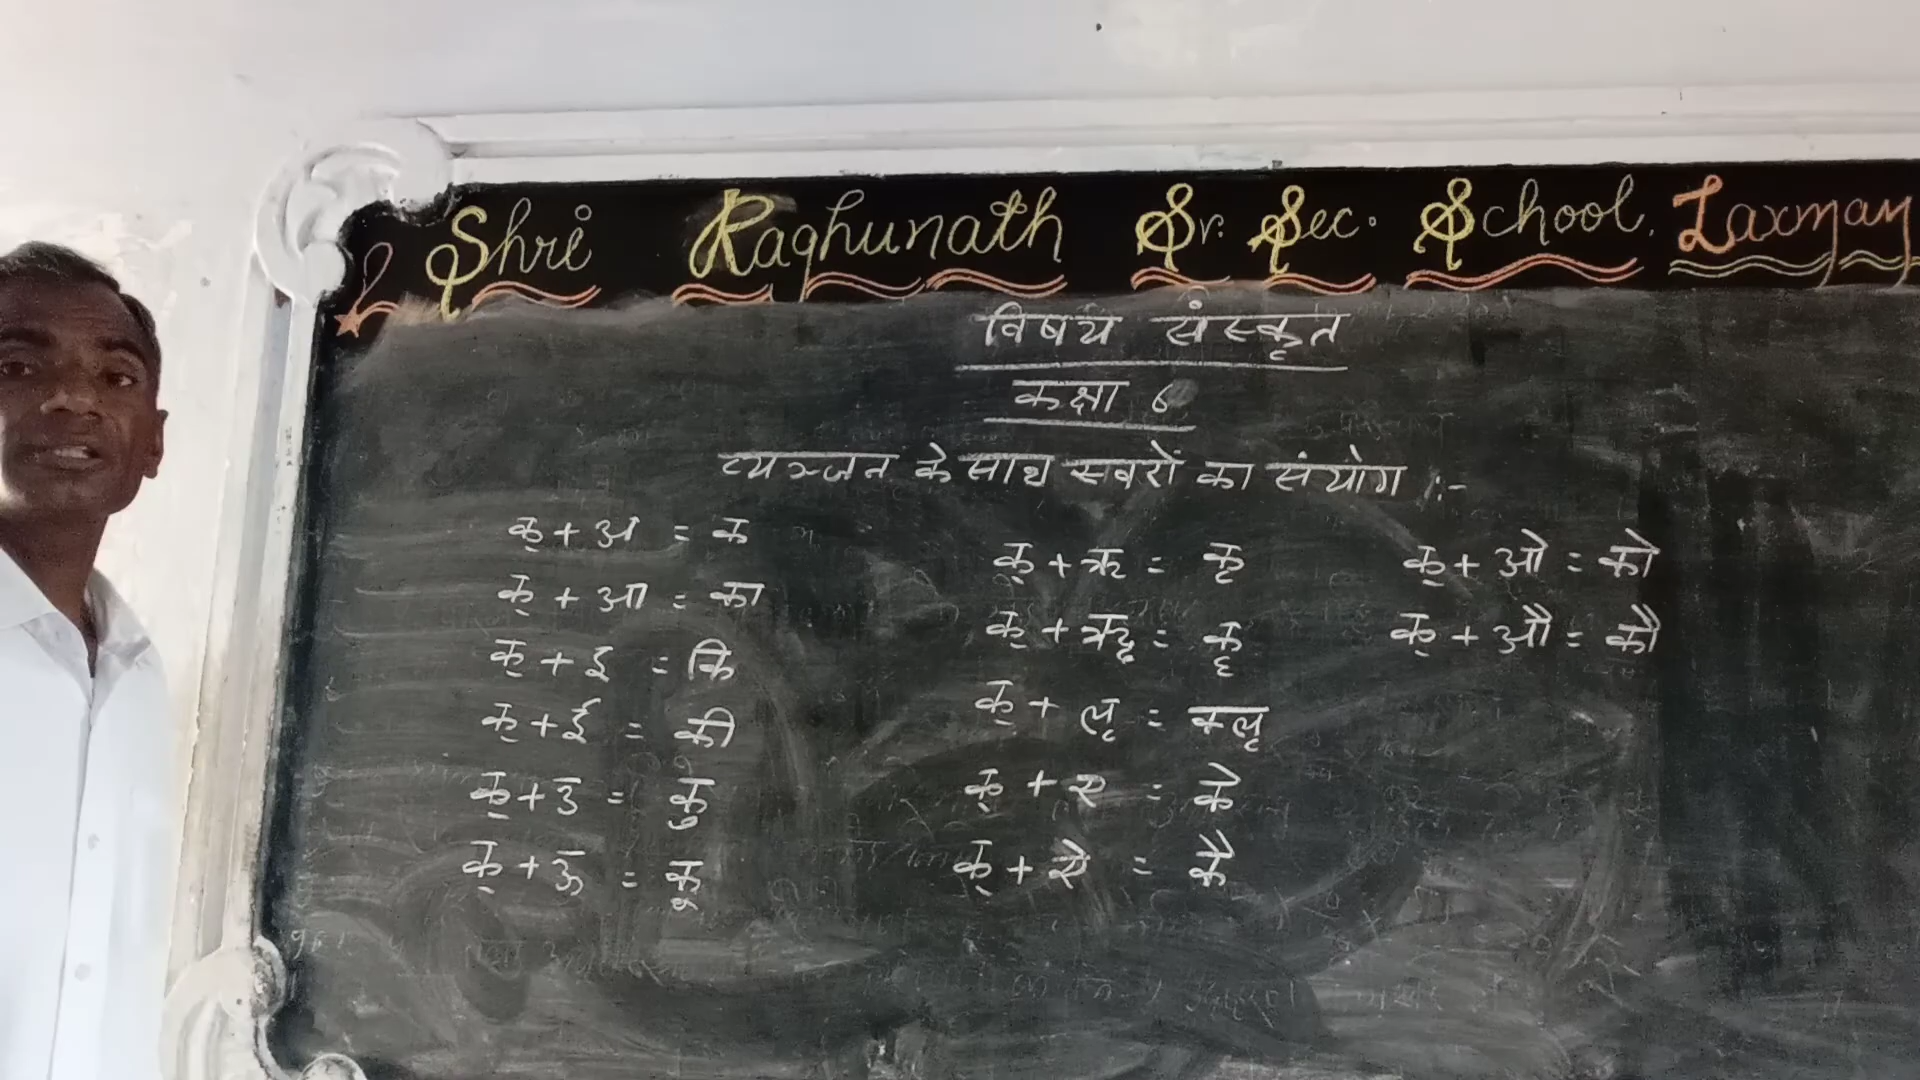 Shri Raghunath Sr. Sec. School, Laxman
विषय संस्कृत
कक्षा 6
व्यञ्जन के साथ स्वरों का संयोग :-
क् + अ = क
क् + आ = का
क् + इ = कि
क् + ई = की
क् + उ = कु
क् + ऊ = कू
क् + ऋ = कृ
क् + ॠ = कॄ
क् + लृ = क्लृ
क् + ए = के
क् + ऐ = कै
क् + ओ = को
क् + औ = कौ